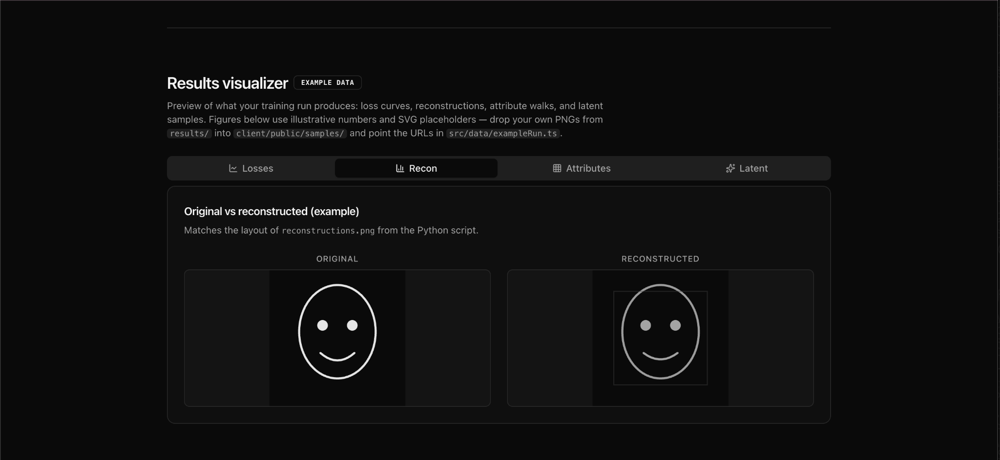 Results visualizer EXAMPLE DATA
Preview of what your training run produces: loss curves, reconstructions, attribute walks, and latent
samples. Figures below use illustrative numbers and SVG placeholders — drop your own PNGs from
results/ into client/public/samples/ and point the URLs in src/data/exampleRun.ts.
Losses Recon Attributes Latent
Original vs reconstructed (example)
Matches the layout of reconstructions.png from the Python script.
ORIGINAL RECONSTRUCTED